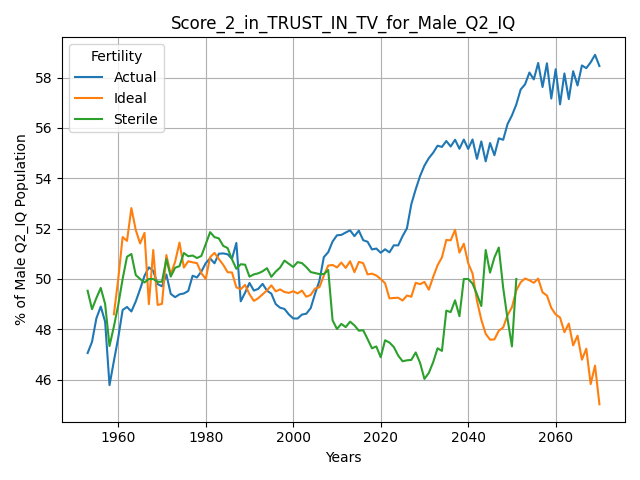 Score_2_in_TRUST_IN_TV_for_Male_Q2_IQ
Fertility
Actual
Ideal
Sterile
% of Male Q2_IQ Population
58
56
54
52
50
48
46
1960
1980
2000
2020
2040
2060
Years